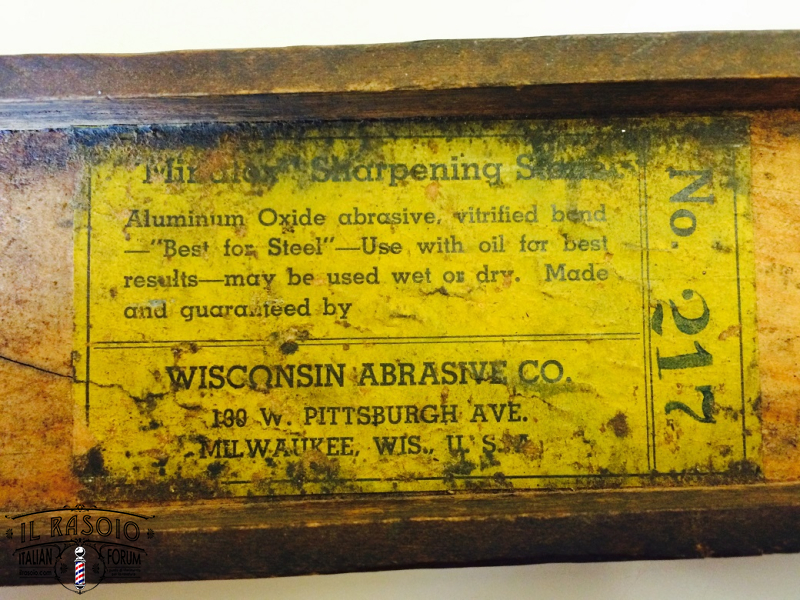 Sharpening
Aluminum Oxide abrasive, vitrified bond
—"Best for Steel"—Use with oil for best
results—may be used wet or dry. Made
and guaranteed by
WISCONSIN ABRASIVE CO.
W. PITTSBURGH AVE.
MILWAUKEE, WIS., U. S. A.
No. 217
IL RASOIO
ITALIAN FORUM